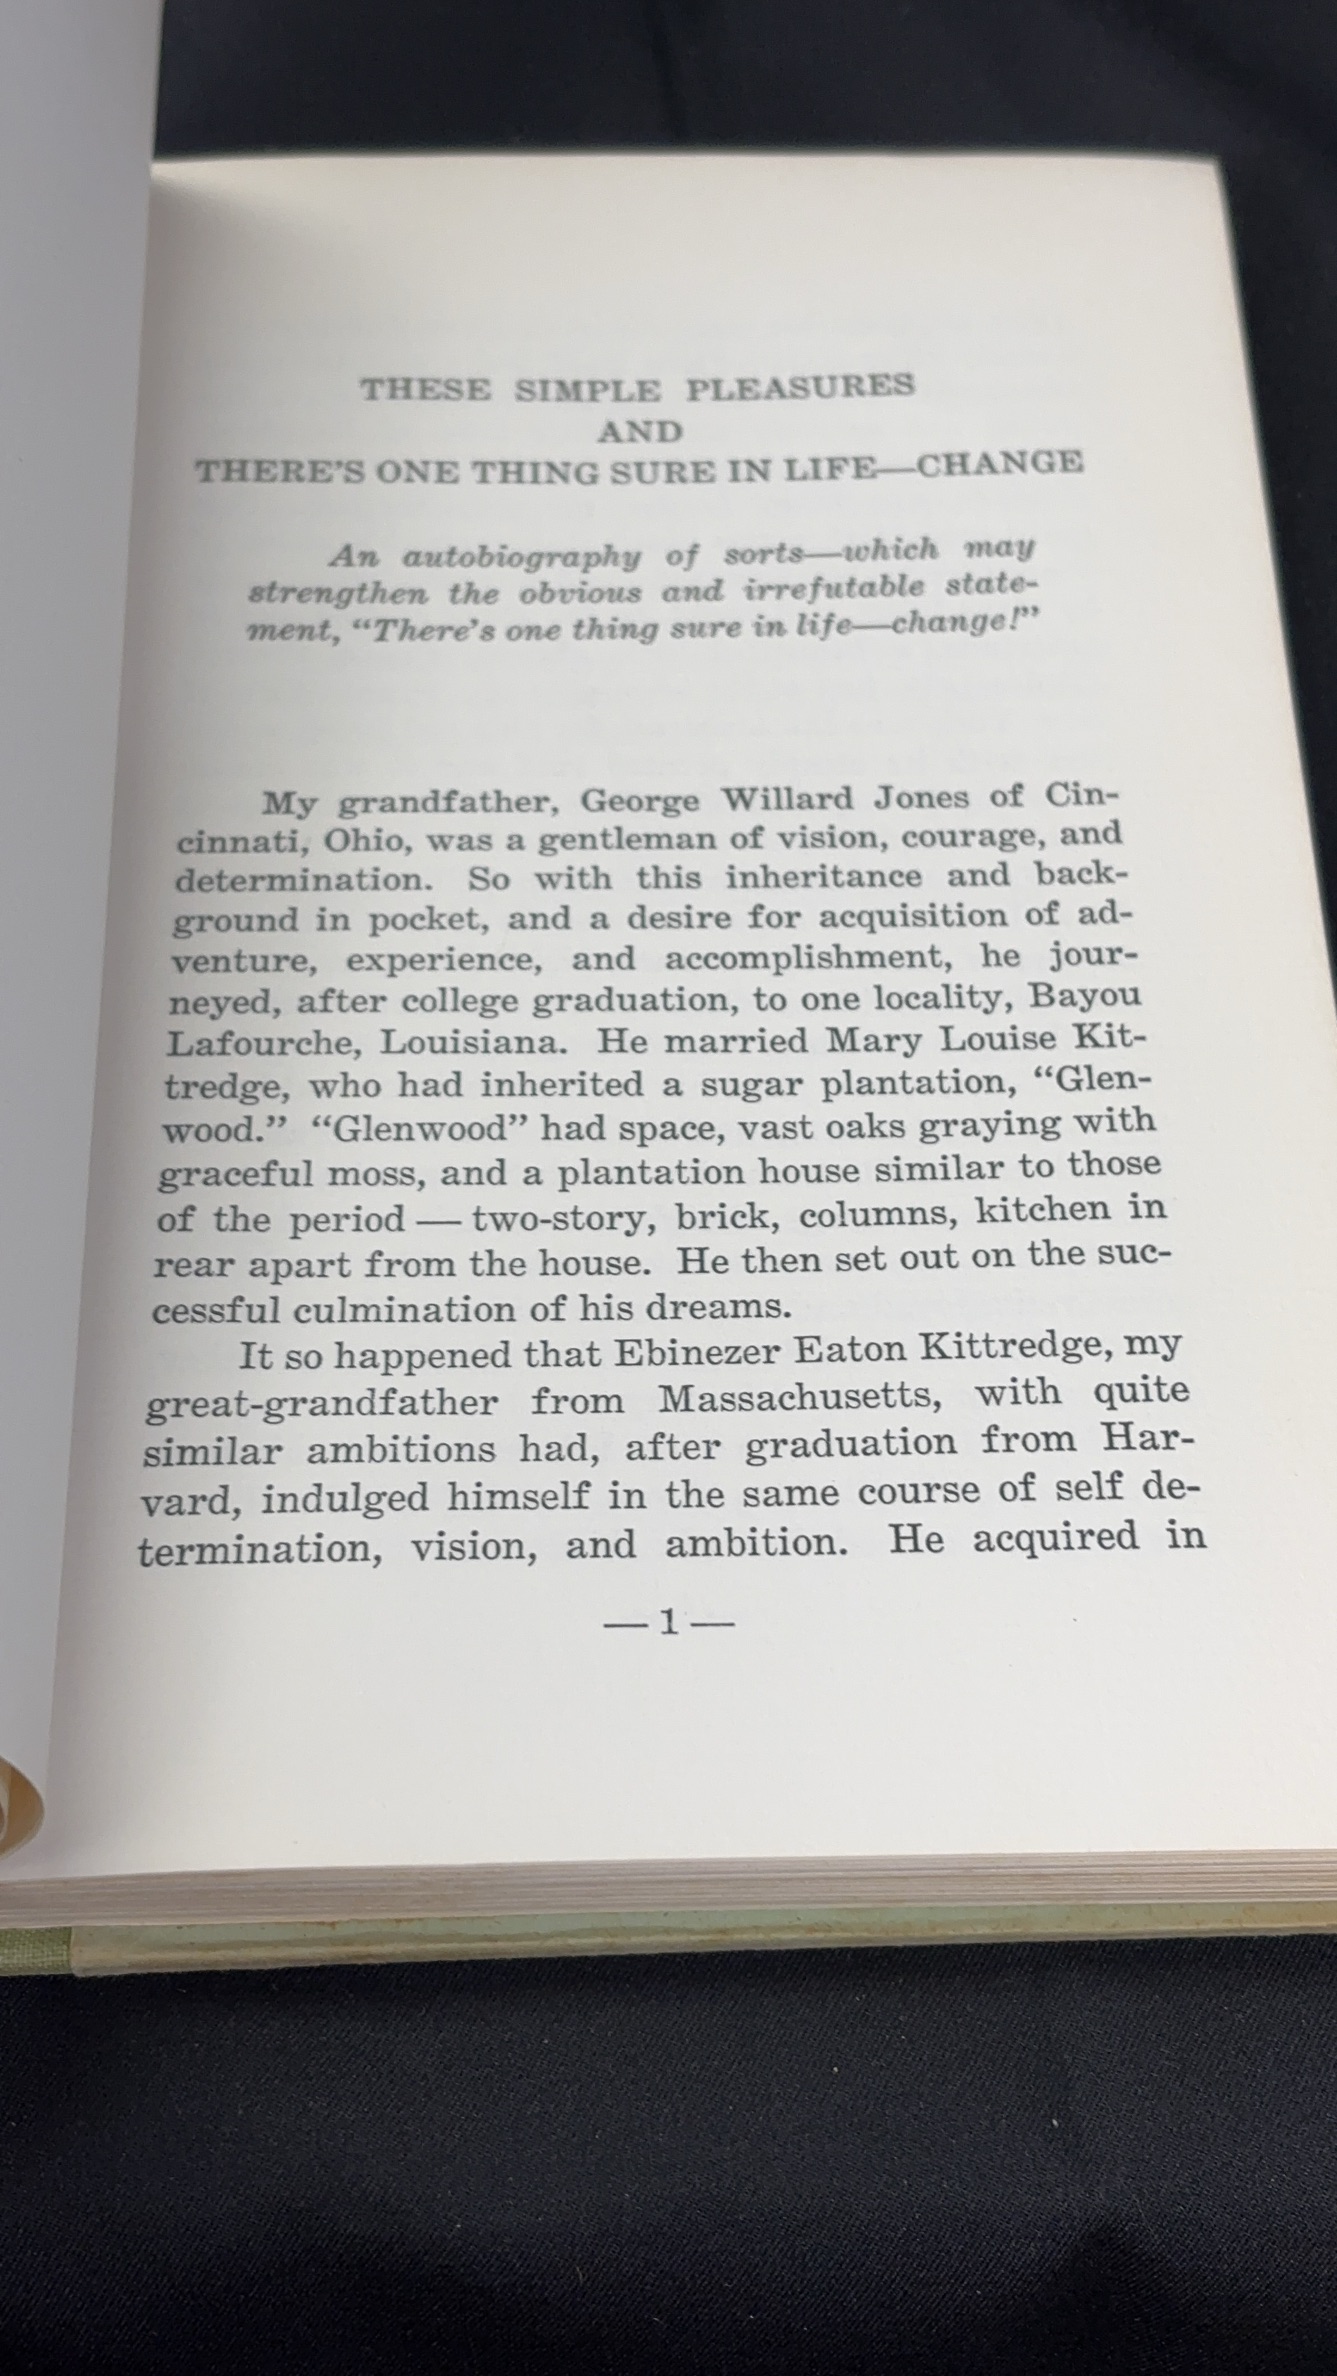 THESE SIMPLE PLEASURES
AND
THERE'S ONE THING SURE IN LIFE—CHANGE
An autobiography of sorts—which may
strengthen the obvious and irrefutable state-
ment, “There's one thing sure in life—change!”
My grandfather, George Willard Jones of Cin-
cinnati, Ohio, was a gentleman of vision, courage, and
determination. So with this inheritance and back-
ground in pocket, and a desire for acquisition of ad-
venture, experience, and accomplishment, he jour-
neyed, after college graduation, to one locality, Bayou
Lafourche, Louisiana. He married Mary Louise Kit-
tredge, who had inherited a sugar plantation, “Glen-
wood.” “Glenwood” had space, vast oaks graying with
graceful moss, and a plantation house similar to those
of the period — two-story, brick, columns, kitchen in
rear apart from the house. He then set out on the suc-
cessful culmination of his dreams.
It so happened that Ebinezer Eaton Kittredge, my
great-grandfather from Massachusetts, with quite
similar ambitions had, after graduation from Har-
vard, indulged himself in the same course of self de-
termination, vision, and ambition. He acquired in
— 1 —